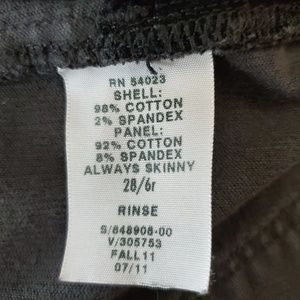 RN 54023
SHELL:
98% COTTON
2% SPANDEX
PANEL:
92% COTTON
8% SPANDEX
ALWAYS SKINNY
28/6r
RINSE
S/848908-00
V/305753
FALL11
07/11